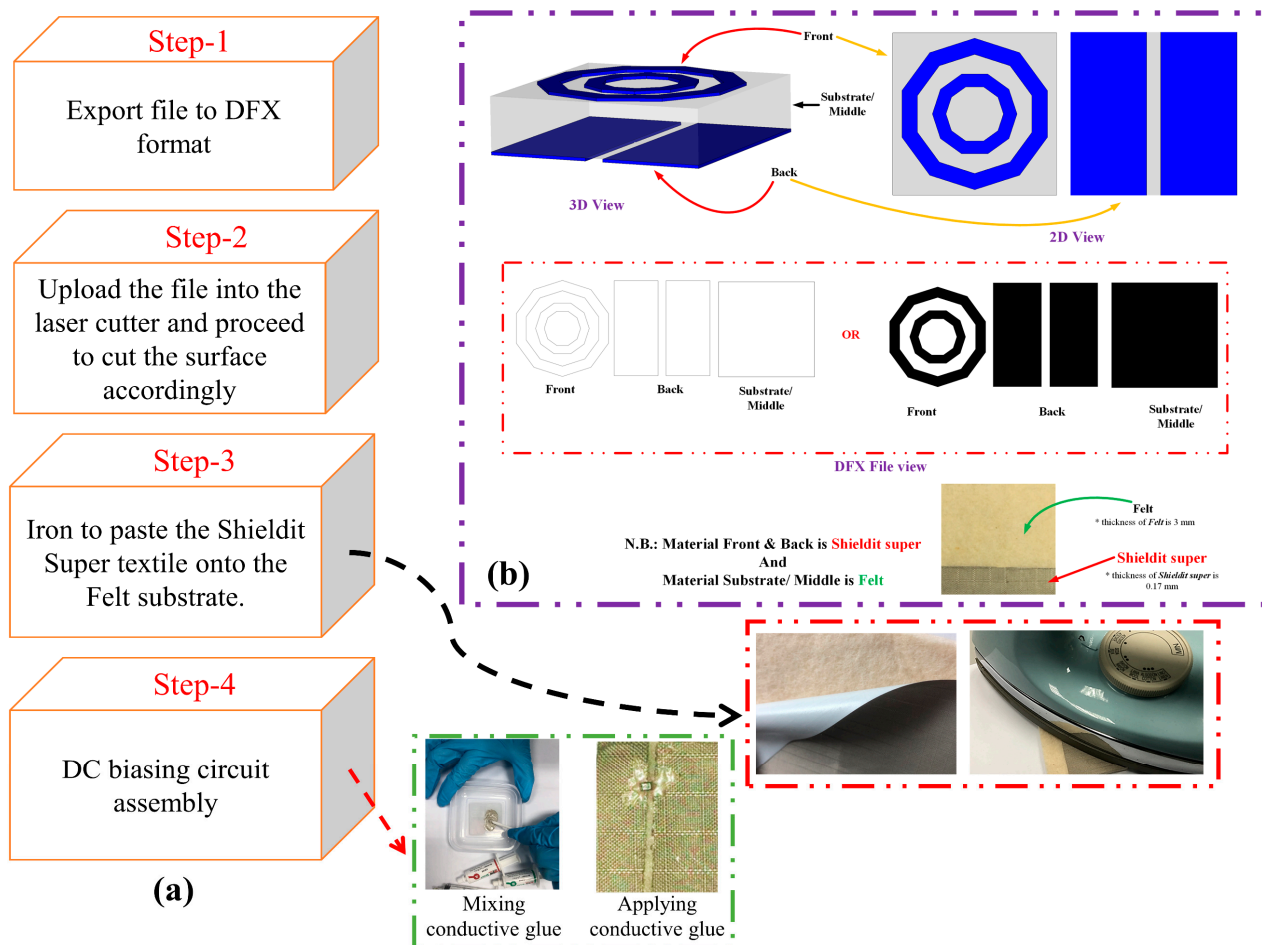 Step-1
Export file to DFX
format
Step-2
Upload the file into the
laser cutter and proceed
to cut the surface
accordingly
Step-3
Iron to paste the Shieldit
Super textile onto the
Felt substrate.
Step-4
DC biasing circuit
assembly
(a)
Front
Substrate/
Middle
Back
3D View
2D View
Front
Back
Substrate/
Middle
OR
Front
Back
Substrate/
Middle
DFX File view
N.B.: Material Front & Back is Shieldit super
And
Material Substrate/ Middle is Felt
Felt
* thickness of Felt is 3 mm
Shieldit super
* thickness of Shieldit super is
0.17 mm
(b)
Mixing
conductive glue
Applying
conductive glue